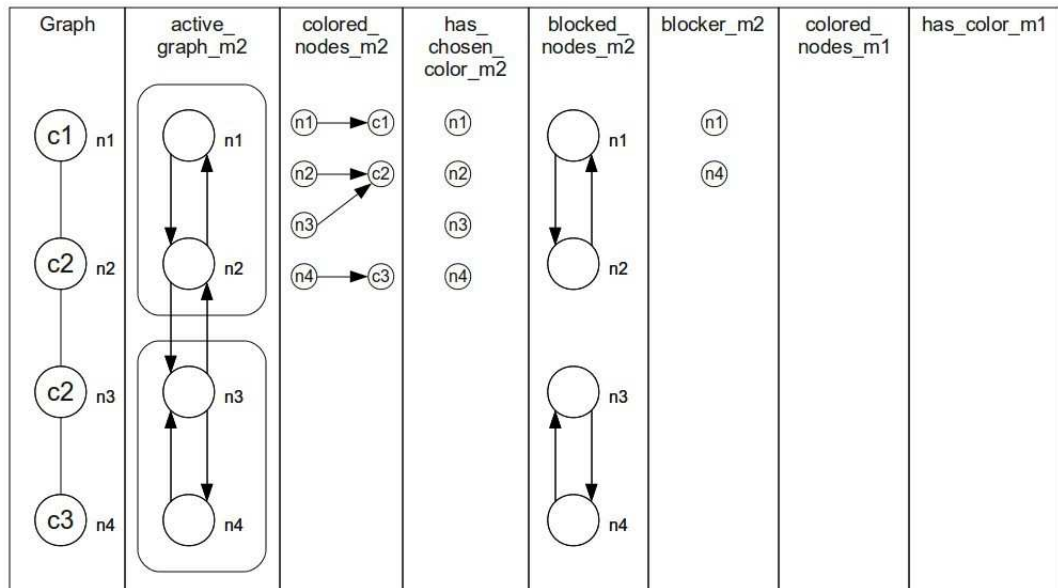 Graph
active_
graph_m2
colored_
nodes_m2
has_
chosen_
color_m2
blocked_
nodes_m2
blocker_m2
colored_
nodes_m1
has_color_m1
c1 n1
n1
n1 c1
n1
n1
n1
n2 c2
n2
n4
n3
n3
c2 n2
n2
n4 c3
n4
n2
c2 n3
n3
n3
c3 n4
n4
n4